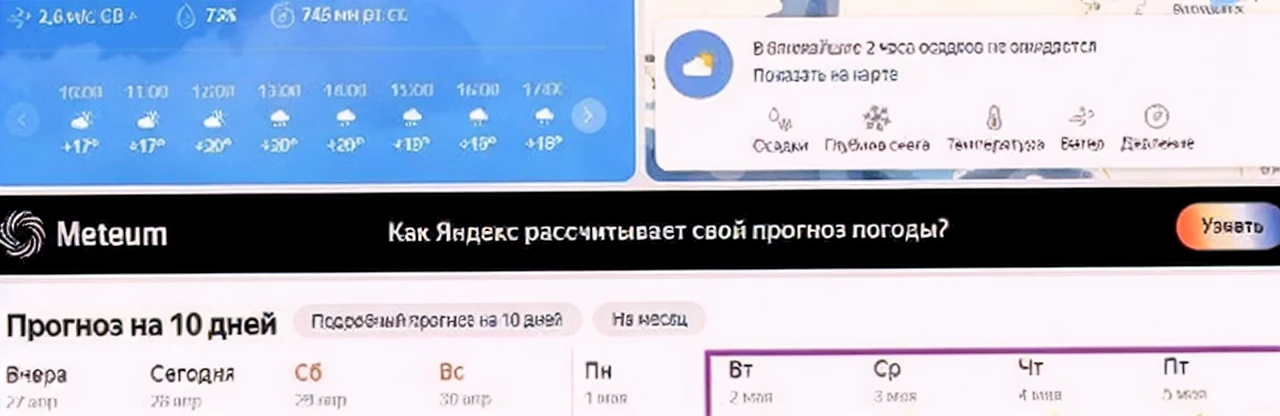 2,6 м/с СВ
73%
746 мм рт. ст.
10:00 11:00 12:00 13:00 14:00 15:00 16:00 17:00
+17° +17° +20° +20° +20°
В ближайшие 2 часа осадков не ожидается
Показать на карте
Осадки Глубина снега Температура Ветер Давление
Meteum
Как Яндекс рассчитывает свой прогноз погоды?
Узнать
Прогноз на 10 дней
Подробный прогноз на 10 дней
На месяц
Вчера Сегодня Сб Вс Пн Вт Ср Чт Пт
27 апр 28 апр 29 апр 30 апр 1 мая 2 мая 3 мая 4 мая 5 мая